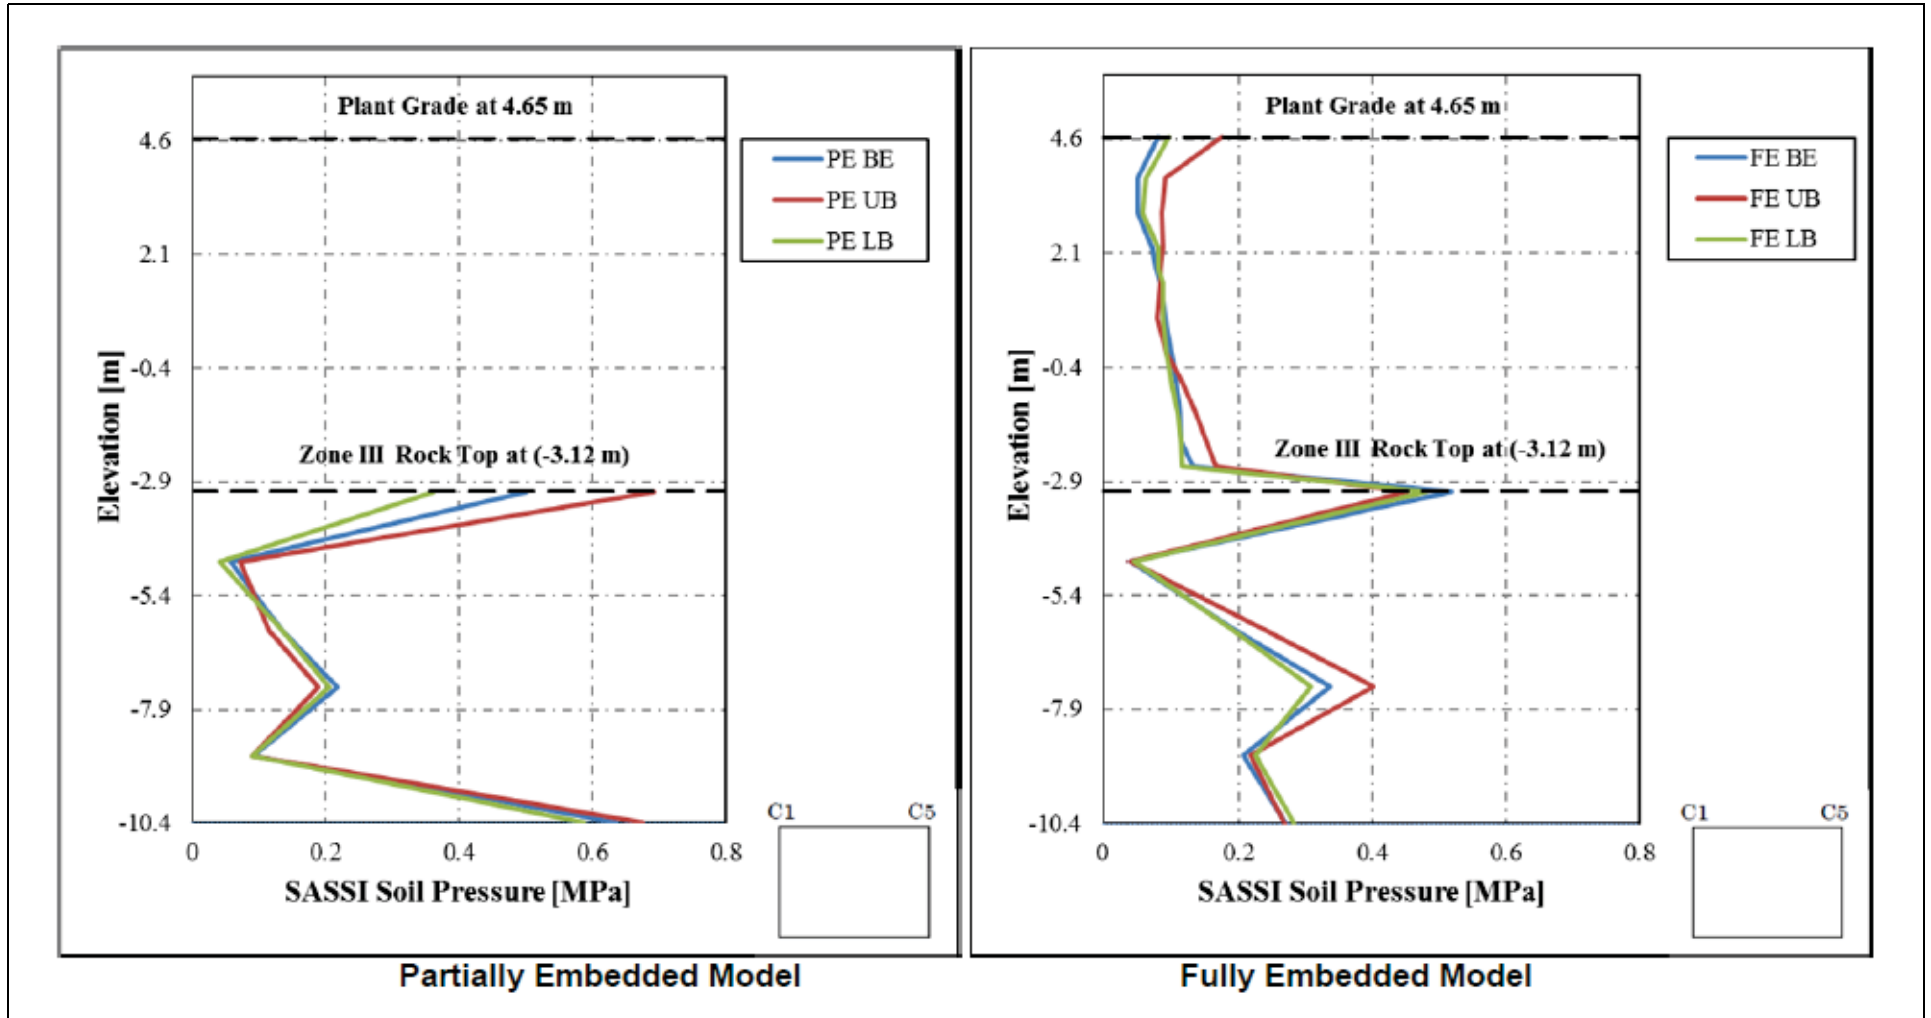 Plant Grade at 4.65 m
4.6
2.1
-0.4
-2.9
-5.4
-7.9
-10.4
Elevation [m]
Zone III Rock Top at (-3.12 m)
PE BE
PE UB
PE LB
0 0.2 0.4 0.6 0.8
SASSI Soil Pressure [MPa]
C1 C5
Partially Embedded Model
Plant Grade at 4.65 m
4.6
2.1
-0.4
-2.9
-5.4
-7.9
-10.4
Elevation [m]
Zone III Rock Top at (-3.12 m)
FE BE
FE UB
FE LB
0 0.2 0.4 0.6 0.8
SASSI Soil Pressure [MPa]
C1 C5
Fully Embedded Model